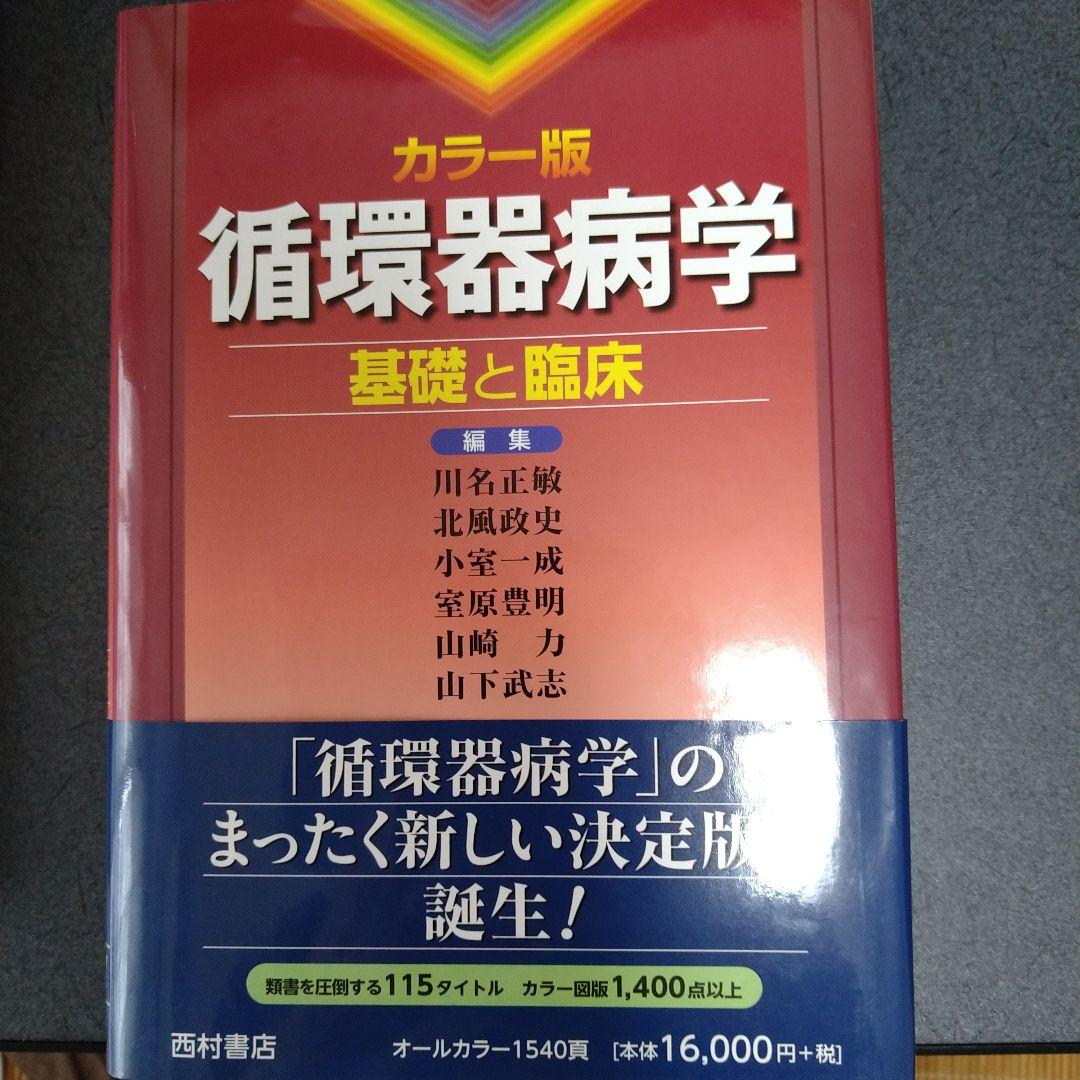 カラー版
循環器病学
基礎と臨床
編集
川名正敏
北風政史
小室一成
室原豊明
山崎 力
山下武志
「循環器病学」の
まったく新しい決定版
誕生!
類書を圧倒する115タイトル カラー図版1,400点以上
西村書店 オールカラー1540頁 [本体16,000円+税]